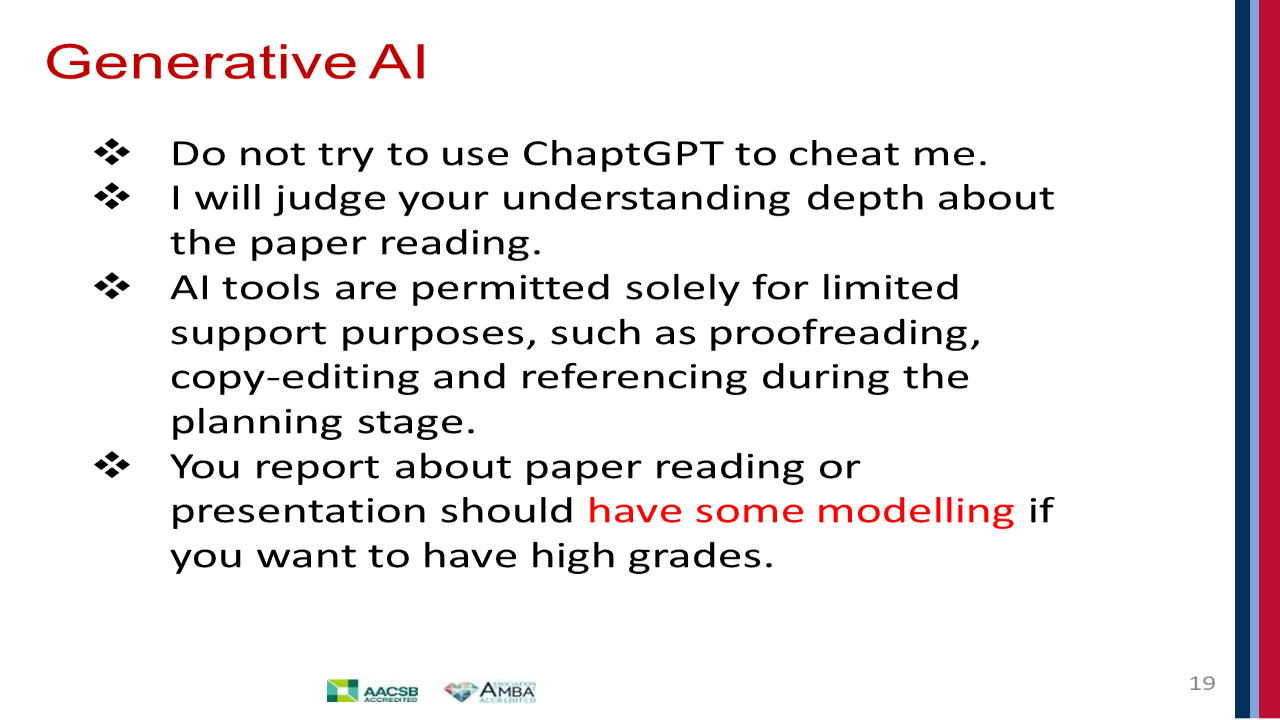 Generative AI
Do not try to use ChaptGPT to cheat me.
I will judge your understanding depth about
the paper reading.
AI tools are permitted solely for limited
support purposes, such as proofreading,
copy-editing and referencing during the
planning stage.
You report about paper reading or
presentation should have some modelling if
you want to have high grades.
AACSB
ACCREDITED
ASSOCIATION
AMBA
ACCREDITED
19